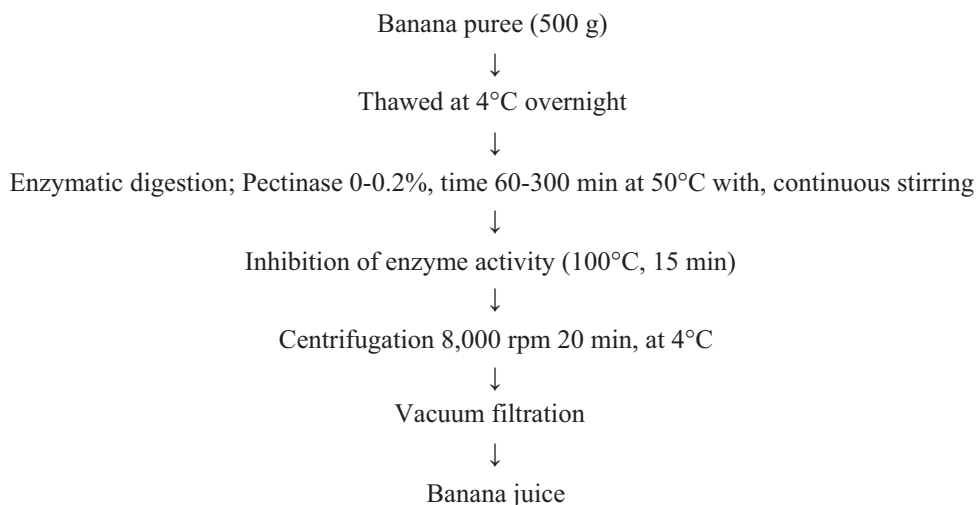 Banana puree (500 g)
↓
Thawed at 4°C overnight
↓
Enzymatic digestion; Pectinase 0-0.2%, time 60-300 min at 50°C with, continuous stirring
↓
Inhibition of enzyme activity (100°C, 15 min)
↓
Centrifugation 8,000 rpm 20 min, at 4°C
↓
Vacuum filtration
↓
Banana juice